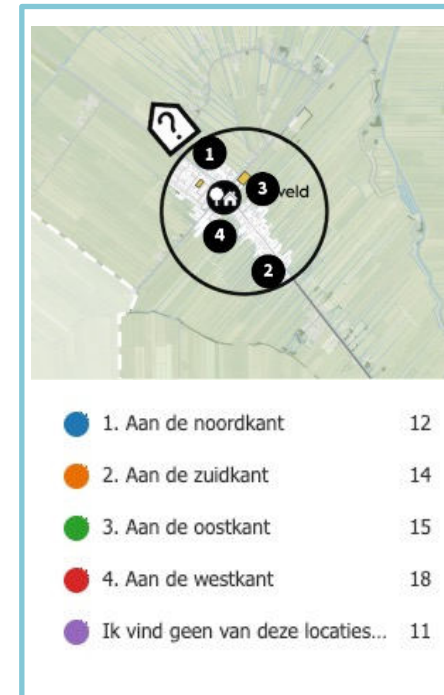 ?
1
3 veld
4
2
1. Aan de noordkant 12
2. Aan de zuidkant 14
3. Aan de oostkant 15
4. Aan de westkant 18
Ik vind geen van deze locaties... 11